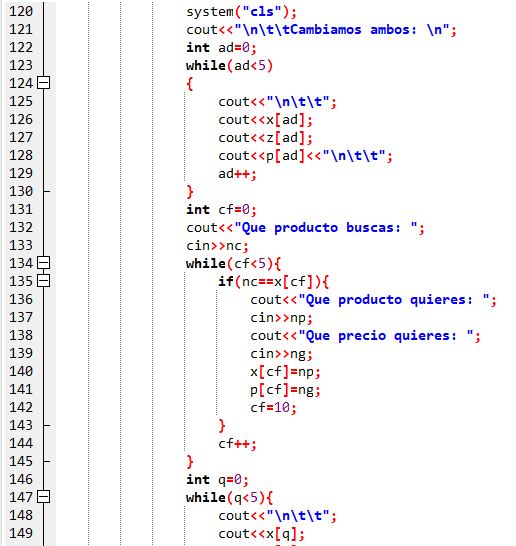 120 system("cls");
121 cout<<"\n\t\tCambiamos ambos: \n";
122 int ad=0;
123 while(ad<5)
124 {
125 cout<<"\n\t\t";
126 cout<<x[ad];
127 cout<<z[ad];
128 cout<<p[ad]<<"\n\t\t";
129 ad++;
130 }
131 int cf=0;
132 cout<<"Que producto buscas: ";
133 cin>>nc;
134 while(cf<5){
135 if(nc==x[cf]){
136 cout<<"Que producto quieres: ";
137 cin>>np;
138 cout<<"Que precio quieres: ";
139 cin>>ng;
140 x[cf]=np;
141 p[cf]=ng;
142 cf=10;
143 }
144 cf++;
145 }
146 int q=0;
147 while(q<5){
148 cout<<"\n\t\t";
149 cout<<x[q];